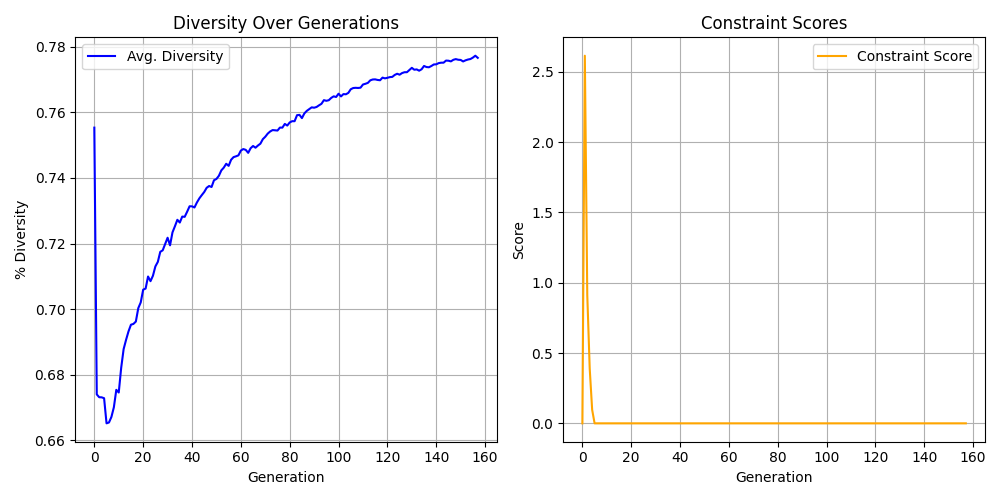 Diversity Over Generations
Avg. Diversity
% Diversity
0.78
0.76
0.74
0.72
0.70
0.68
0.66
0 20 40 60 80 100 120 140 160
Generation
Constraint Scores
Constraint Score
Score
2.5
2.0
1.5
1.0
0.5
0.0
0 20 40 60 80 100 120 140 160
Generation